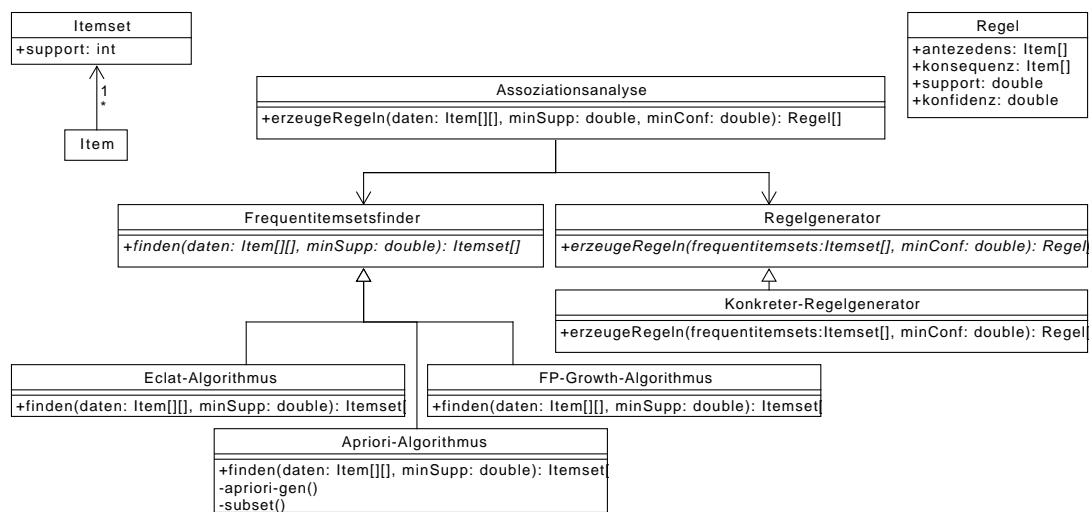 Itemset
+support: int
1
*
Item
Regel
+antezedens: Item[]
+konsequenz: Item[]
+support: double
+konfidenz: double
Assoziationsanalyse
+erzeugeRegeln(daten: Item[][], minSupp: double, minConf: double): Regel[]
Frequentitemsetsfinder
+finden(daten: Item[][], minSupp: double): Itemset[]
Regelgenerator
+erzeugeRegeln(frequentitemsets:Itemset[], minConf: double): Regel[
Konkreter-Regelgenerator
+erzeugeRegeln(frequentitemsets:Itemset[], minConf: double): Regel[
Eclat-Algorithmus
+finden(daten: Item[][], minSupp: double): Itemset[
FP-Growth-Algorithmus
+finden(daten: Item[][], minSupp: double): Itemset[
Apriori-Algorithmus
+finden(daten: Item[][], minSupp: double): Itemset[
-apriori-gen()
-subset()